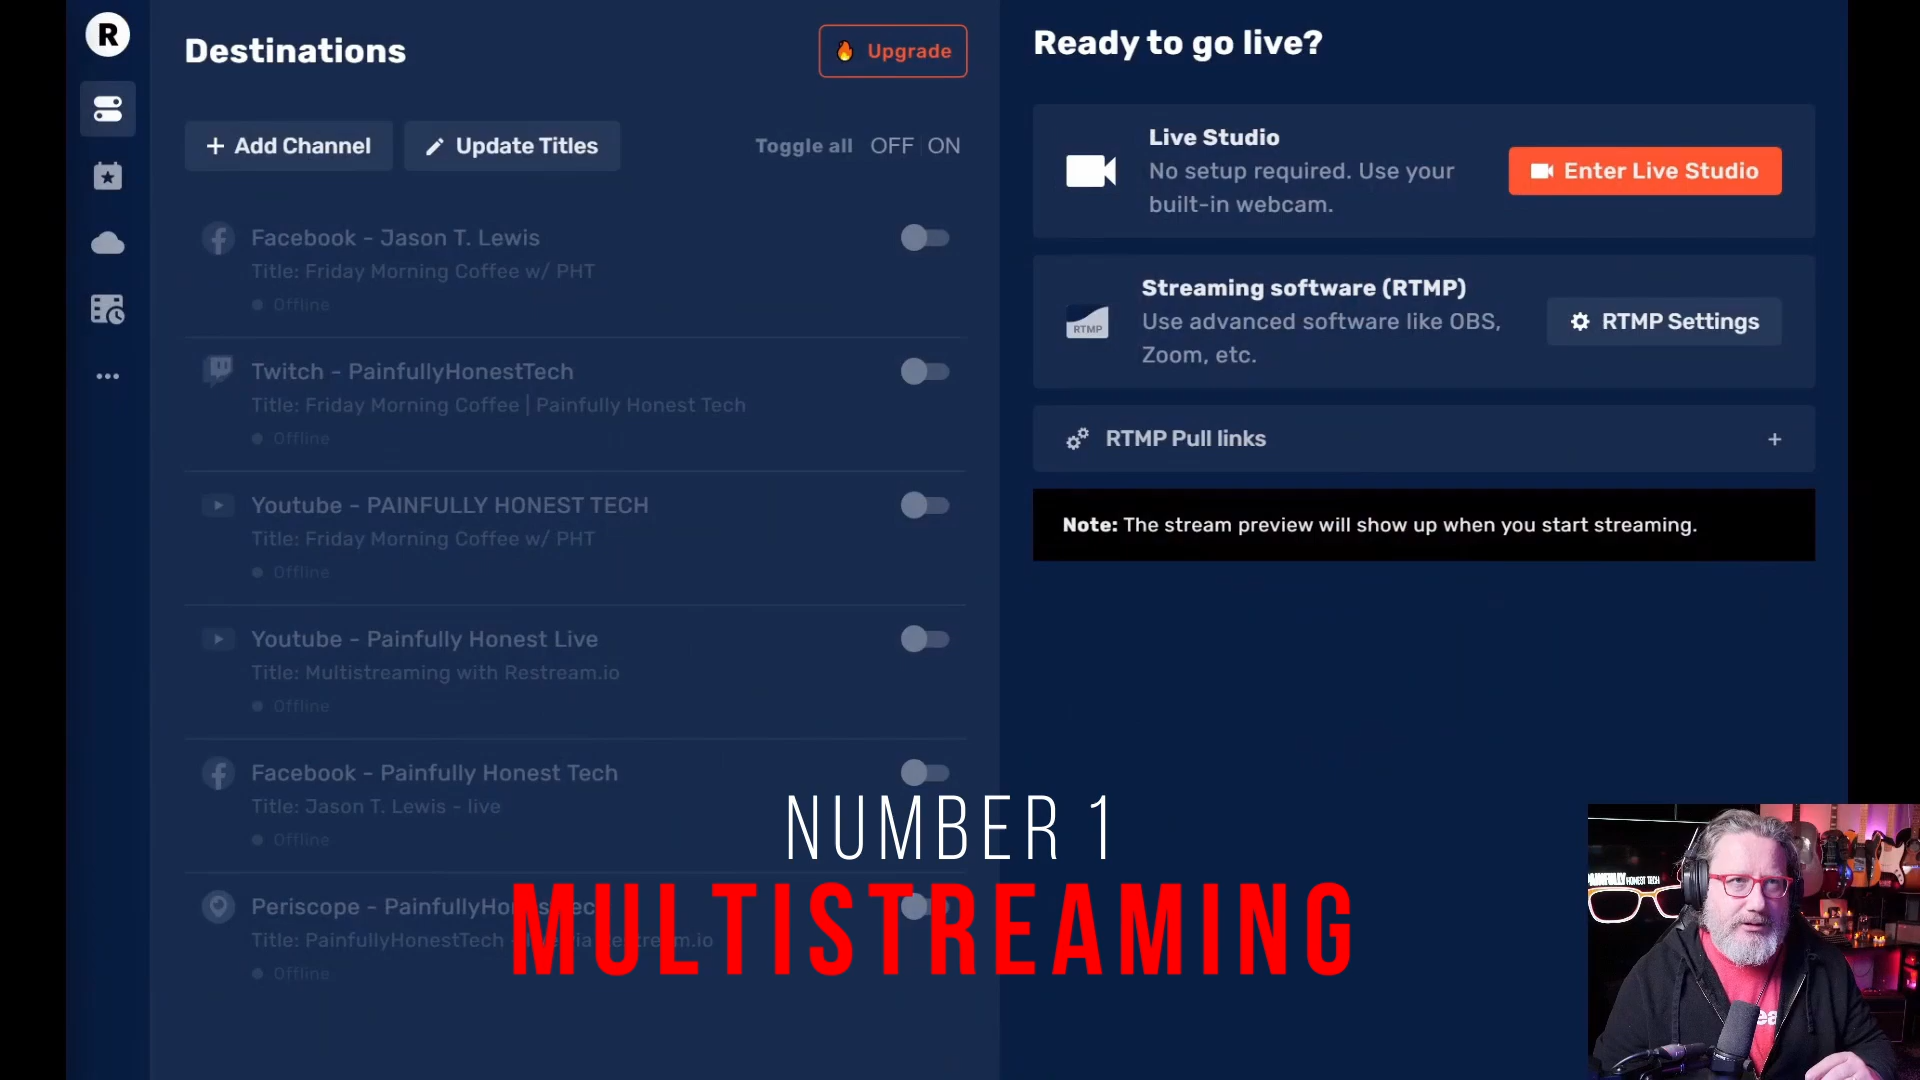 R
Destinations
Upgrade
+ Add Channel
Update Titles
Toggle all OFF ON
Facebook - Jason T. Lewis
Title: Friday Morning Coffee w/ PHT
Offline
Twitch - PainfullyHonestTech
Title: Friday Morning Coffee | Painfully Honest Tech
Offline
Youtube - PAINFULLY HONEST TECH
Title: Friday Morning Coffee w/ PHT
Offline
Youtube - Painfully Honest Live
Title: Multistreaming with Restream.io
Offline
Facebook - Painfully Honest Tech
Title: Jason T. Lewis - live
Offline
Periscope -
Title: PainfullyHonestTech
Offline
Ready to go live?
Live Studio
No setup required. Use your
built-in webcam.
Enter Live Studio
RTMP
Streaming software (RTMP)
Use advanced software like OBS,
Zoom, etc.
RTMP Settings
RTMP Pull links
+
Note: The stream preview will show up when you start streaming.
NUMBER 1
MULTISTREAMING
PAINFULLY HONEST TECH